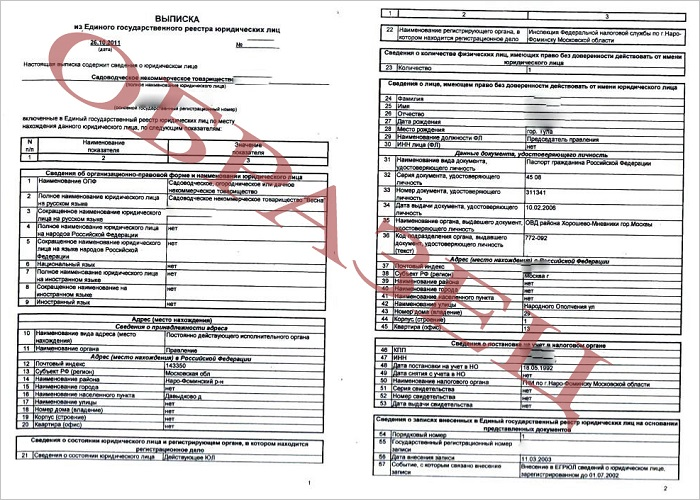 ВЫПИСКА
из Единого государственного реестра юридических лиц
26.10.2011 №
(дата)
Настоящая выписка содержит сведения о юридическом лице
Садоводческое некоммерческое товарищество
(полное наименование юридического лица)
(основной государственный регистрационный номер)
включенные в Единый государственный реестр юридических лиц по месту
нахождения данного юридического лица, по следующим показателям:
N п/п Наименование показателя Значение показателя
1 2 3
Сведения об организационно-правовой форме и наименовании юридического лица
1 Наименование ОПФ Садоводческое, огородническое или дачное
некоммерческое товарищество
2 Полное наименование юридического лица Садоводческое некоммерческое товарищество "Весна"
на русском языке
3 Сокращенное наименование юридического нет
лица на русском языке
4 Полное наименование юридического лица нет
на языке народов Российской Федерации
5 Сокращенное наименование юридического нет
лица на языке народов Российской
Федерации
6 Национальный язык нет
7 Полное наименование юридического лица нет
на иностранном языке
8 Сокращенное наименование на нет
иностранном языке
9 Иностранный язык нет
Адрес (место нахождения)
Сведения о принадлежности адреса
10 Наименование вида адреса (место Постоянно действующего исполнительного органа
нахождения)
11 Наименование органа Правление
Адрес (место нахождения) в Российской Федерации
12 Почтовый индекс 143350
13 Субъект РФ (регион) Московская обл
14 Наименование района Наро-Фоминский р-н
15 Наименование города нет
16 Наименование населенного пункта Давыдково д
17 Наименование улицы нет
18 Номер дома (владение) нет
19 Корпус (строение) нет
20 Квартира (офис) нет
Сведения о состоянии юридического лица и регистрирующем органе, в котором находится
регистрационное дело
21 Сведения о состоянии юридического лица Действующее ЮЛ
1
1 2 3
22 Наименование регистрирующего органа, в Инспекция Федеральной налоговой службы по г.Наро-
котором находится регистрационное дело Фоминску Московской области
Сведения о количестве физических лиц, имеющих право без доверенности действовать от имени
юридического лица
23 Количество 1
Сведения о лице, имеющем право без доверенности действовать от имени юридического лица
24 Фамилия
25 Имя
26 Отчество
27 Дата рождения
28 Место рождения гор. Тула
29 Наименование должности ФЛ Председатель правления
30 ИНН лица (ФЛ) нет
Данные документа, удостоверяющего личность
31 Наименование вида документа, Паспорт гражданина Российской Федерации
удостоверяющего личность
32 Серия документа, удостоверяющего 45 08
личность
33 Номер документа, удостоверяющего 311341
личность
34 Дата выдачи документа, удостоверяющего 10.02.2006
личность
35 Наименование органа, выдавшего документ, ОВД района Хорошево-Мневники гор.Москвы
удостоверяющий личность
36 Код подразделения органа, выдавшего 772-092
документ, удостоверяющий личность
(текст)
Адрес (место нахождения) в Российской Федерации
37 Почтовый индекс
38 Субъект РФ (регион) Москва г
39 Наименование района нет
40 Наименование города нет
41 Наименование населенного пункта нет
42 Наименование улицы Народного Ополчения ул
43 Номер дома (владение) 29
44 Корпус (строение) 1
45 Квартира (офис) 13
Сведения о постановке на учет в налоговом органе
46 КПП
47 ИНН
48 Дата постановки на учет в НО 18.05.1992
49 Дата снятия с учета в НО нет
50 Наименование налогового органа ГНИ по г.Наро-Фоминску Московской области
51 Серия свидетельства нет
52 Номер свидетельства нет
53 Дата выдачи свидетельства нет
Сведения о записях внесенных в Единый государственный реестр юридических лиц на основании
представленных документов
54 Порядковый номер 1
55 Государственный регистрационный номер
записи
56 Дата внесения записи 11.03.2003
57 Событие, с которым связано внесение Внесение в ЕГРЮЛ сведений о юридическом лице,
записи зарегистрированном до 01.07.2002
2
ОБРАЗЕЦ